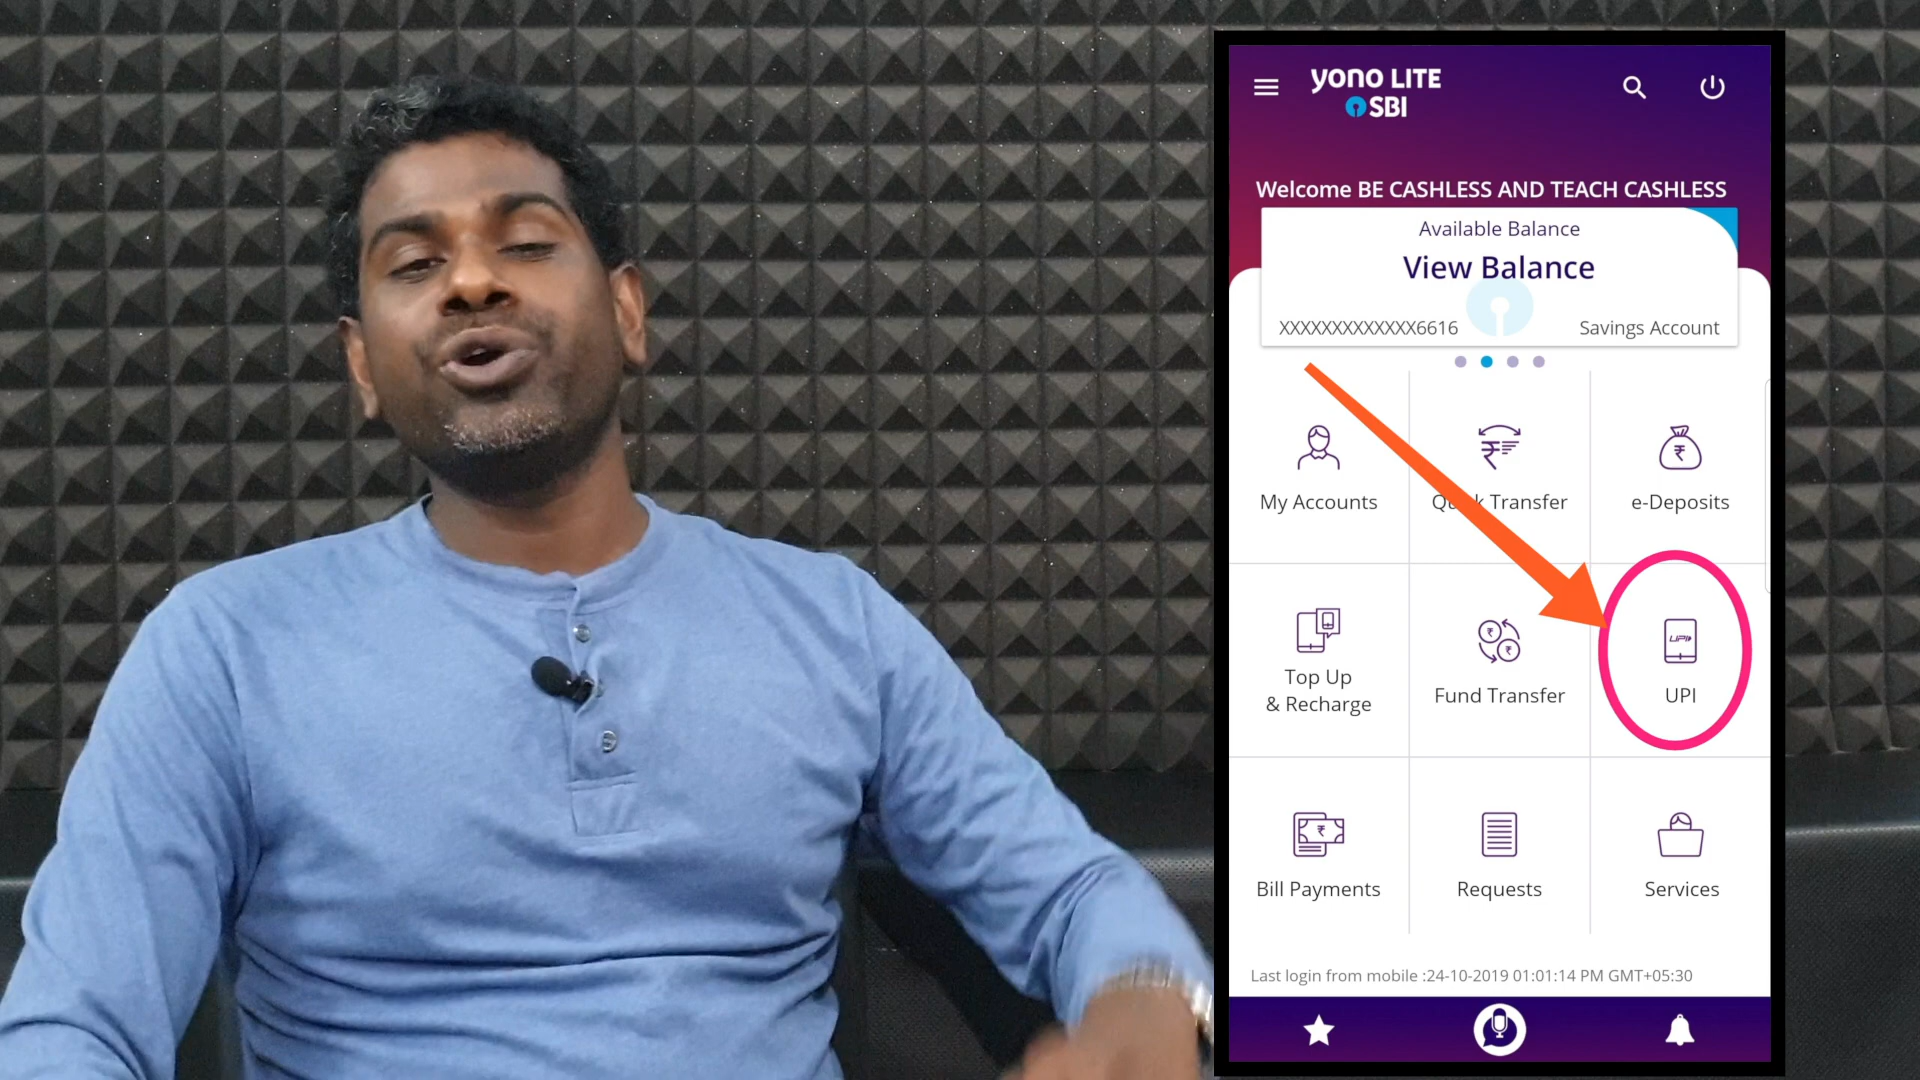 yono LITE
SBI
Welcome BE CASHLESS AND TEACH CASHLESS
Available Balance
View Balance
XXXXXXXXXXXXX6616 Savings Account
My Accounts
Quick Transfer
e-Deposits
Top Up
& Recharge
Fund Transfer
UPI
UPI
Bill Payments
Requests
Services
Last login from mobile :24-10-2019 01:01:14 PM GMT+05:30